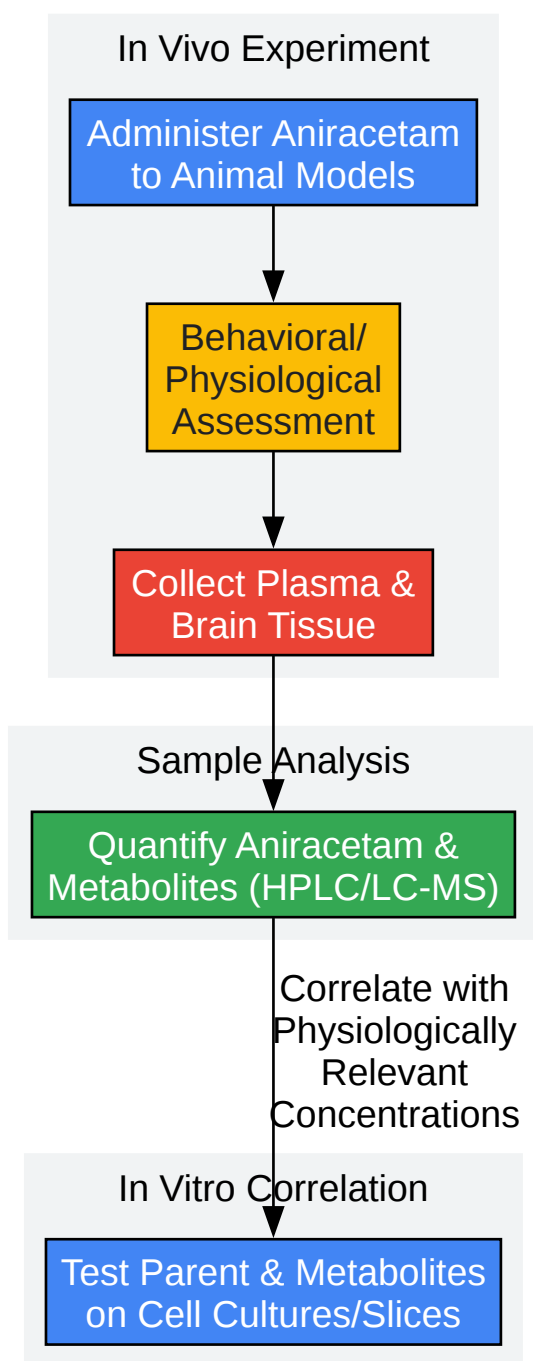 In Vivo Experiment
Administer Aniracetam
to Animal Models
Behavioral/
Physiological
Assessment
Collect Plasma &
Brain Tissue
Sample Analysis
Quantify Aniracetam &
Metabolites (HPLC/LC-MS)
Correlate with
Physiologically
Relevant
Concentrations
In Vitro Correlation
Test Parent & Metabolites
on Cell Cultures/Slices